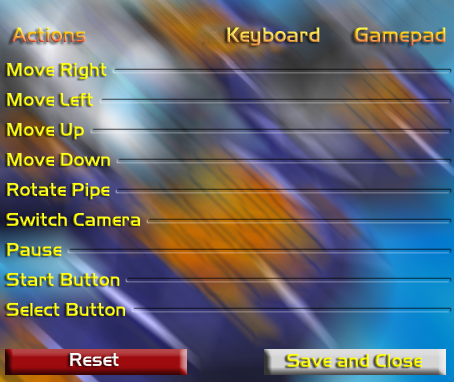 Actions Keyboard Gamepad
Move Right
Move Left
Move Up
Move Down
Rotate Pipe
Switch Camera
Pause
Start Button
Select Button
Reset Save and Close